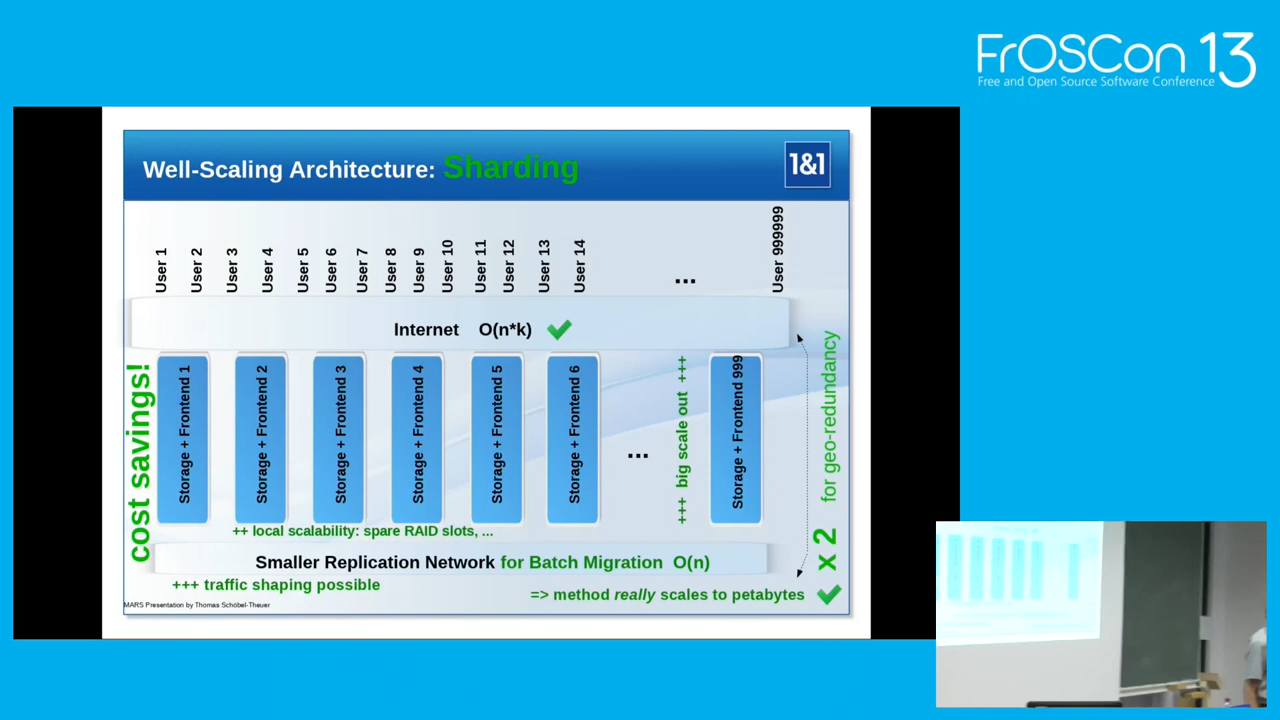 FrOSCon 13
Free and Open Source Software Conference
Well-Scaling Architecture: Sharding
1&1
User 1
User 2
User 3
User 4
User 5
User 6
User 7
User 8
User 9
User 10
User 11
User 12
User 13
User 14
...
User 999999
Internet O(n*k)
cost savings!
Storage + Frontend 1
Storage + Frontend 2
Storage + Frontend 3
Storage + Frontend 4
Storage + Frontend 5
Storage + Frontend 6
...
+++ big scale out +++
Storage + Frontend 999
x 2 for geo-redundancy
++ local scalability: spare RAID slots, ...
Smaller Replication Network for Batch Migration O(n)
+++ traffic shaping possible
=> method really scales to petabytes
MARS Presentation by Thomas Schöbel-Theuer